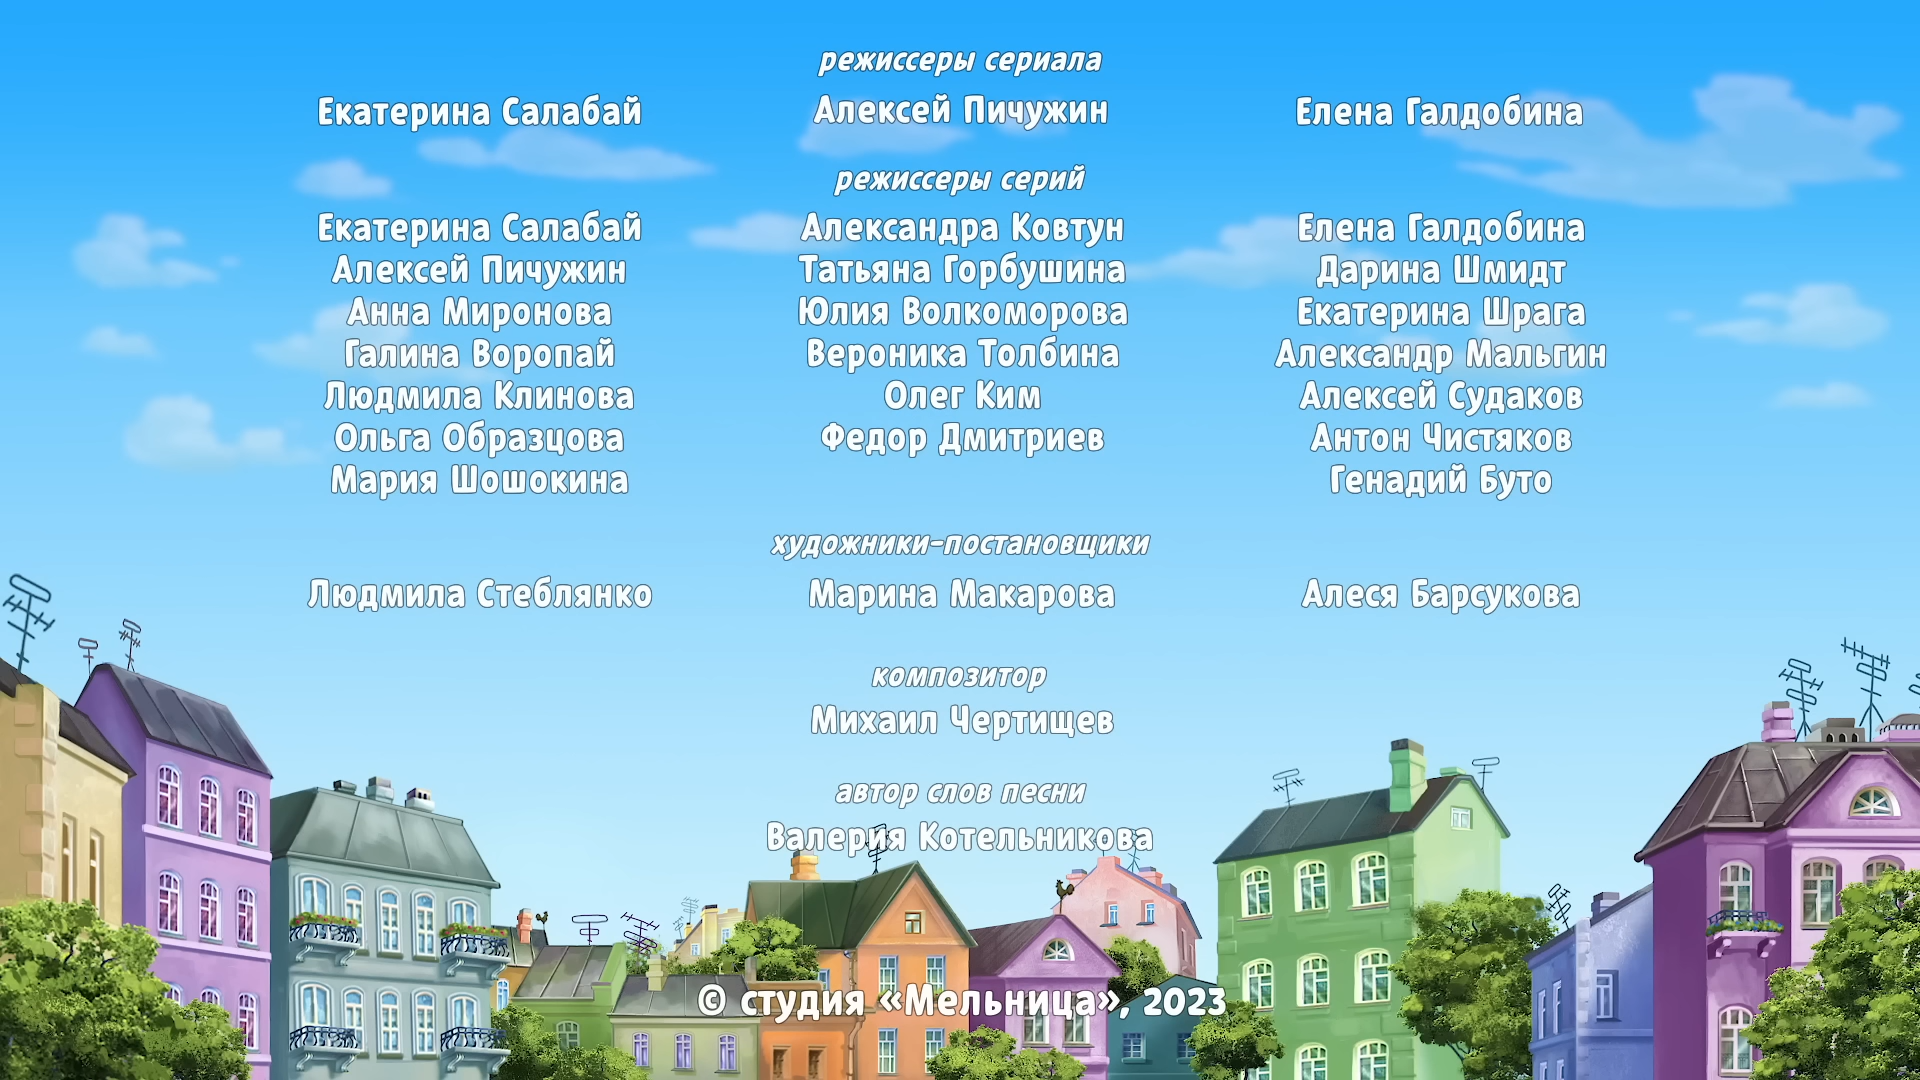 режиссеры сериала
Екатерина Салабай Алексей Пичужин Елена Галдобина
режиссеры серий
Екатерина Салабай Александра Ковтун Елена Галдобина
Алексей Пичужин Татьяна Горбушина Дарина Шмидт
Анна Миронова Юлия Волкоморова Екатерина Шрага
Галина Воропай Вероника Толбина Александр Мальгин
Людмила Клинова Олег Ким Алексей Судаков
Ольга Образцова Федор Дмитриев Антон Чистяков
Мария Шошокина Генадий Буто
художники-постановщики
Людмила Стеблянко Марина Макарова Алеся Барсукова
композитор
Михаил Чертищев
автор слов песни
Валерия Котельникова
© студия «Мельница», 2023